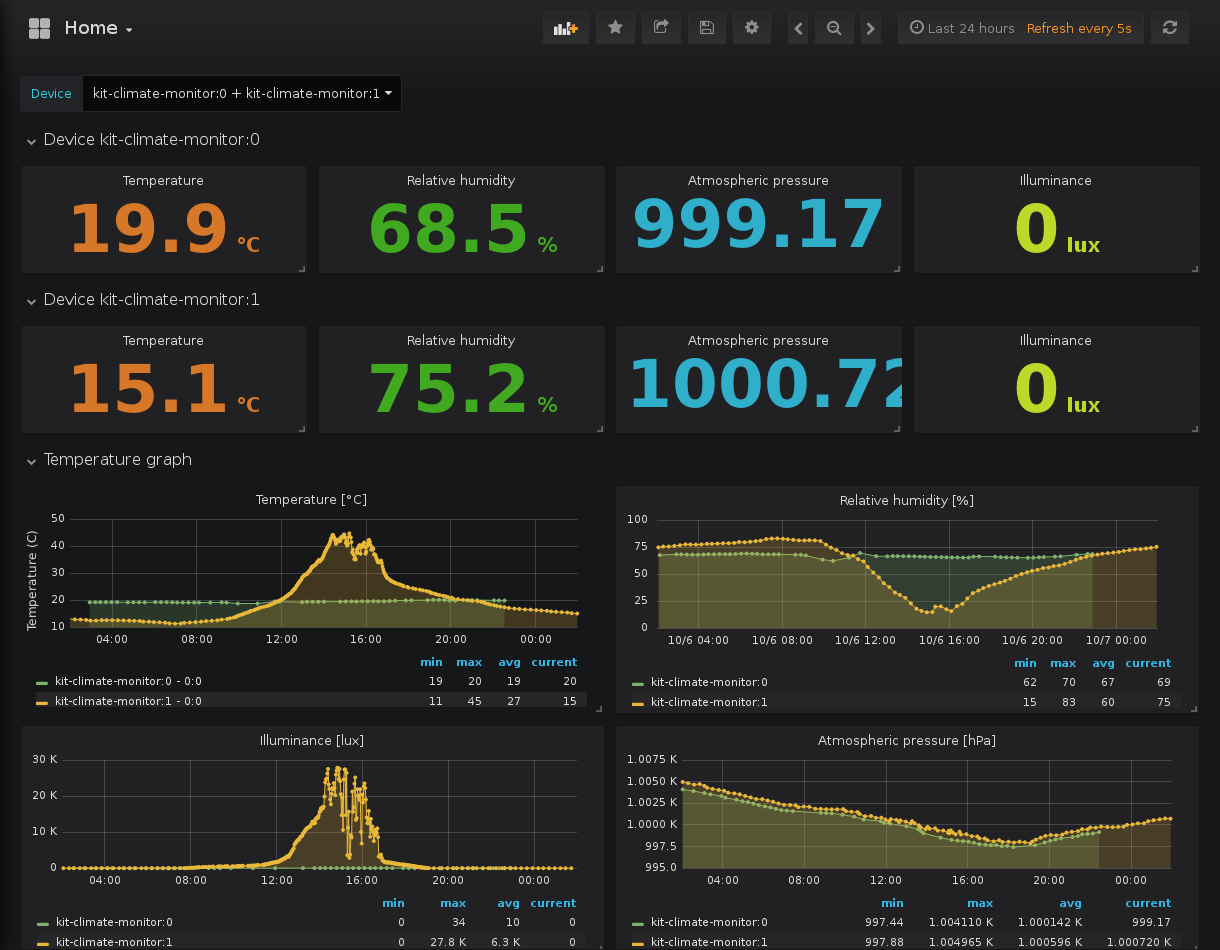 Home
Last 24 hours Refresh every 5s
Device kit-climate-monitor:0 + kit-climate-monitor:1
Device kit-climate-monitor:0
Temperature Relative humidity Atmospheric pressure Illuminance
19.9 °C 68.5 % 999.17 0 lux
Device kit-climate-monitor:1
Temperature Relative humidity Atmospheric pressure Illuminance
15.1 °C 75.2 % 1000.72 0 lux
Temperature graph
Temperature [°C]
Temperature (C)
50
40
30
20
10
04:00 08:00 12:00 16:00 20:00 00:00
min max avg current
kit-climate-monitor:0 - 0:0 19 20 19 20
kit-climate-monitor:1 - 0:0 11 45 27 15
Relative humidity [%]
100
75
50
25
0
10/6 04:00 10/6 08:00 10/6 12:00 10/6 16:00 10/6 20:00 10/7 00:00
min max avg current
kit-climate-monitor:0 62 70 67 69
kit-climate-monitor:1 15 83 60 75
Illuminance [lux]
30 K
20 K
10 K
0
04:00 08:00 12:00 16:00 20:00 00:00
min max avg current
kit-climate-monitor:0 0 34 10 0
kit-climate-monitor:1 0 27.8 K 6.3 K 0
Atmospheric pressure [hPa]
1.0075 K
1.0050 K
1.0025 K
1.0000 K
997.5
995.0
04:00 08:00 12:00 16:00 20:00 00:00
min max avg current
kit-climate-monitor:0 997.44 1.004110 K 1.000142 K 999.17
kit-climate-monitor:1 997.88 1.004965 K 1.000596 K 1.000720 K